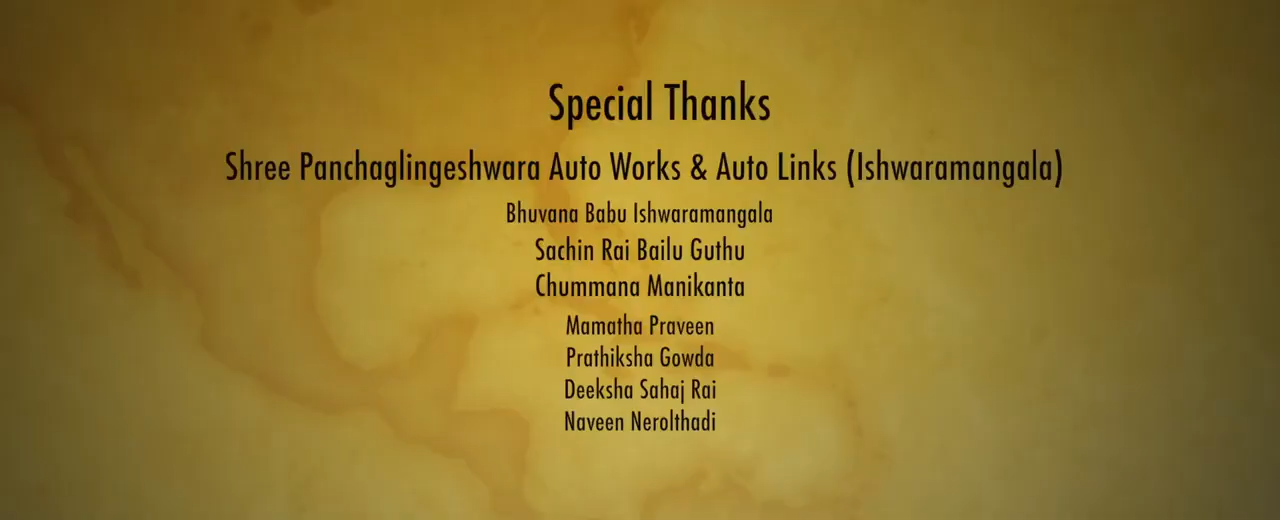 Special Thanks
Shree Panchaglingeshwara Auto Works & Auto Links (Ishwaramangala)
Bhuvana Babu Ishwaramangala
Sachin Rai Bailu Guthu
Chummana Manikanta
Mamatha Praveen
Prathiksha Gowda
Deeksha Sahaj Rai
Naveen Nerolthadi